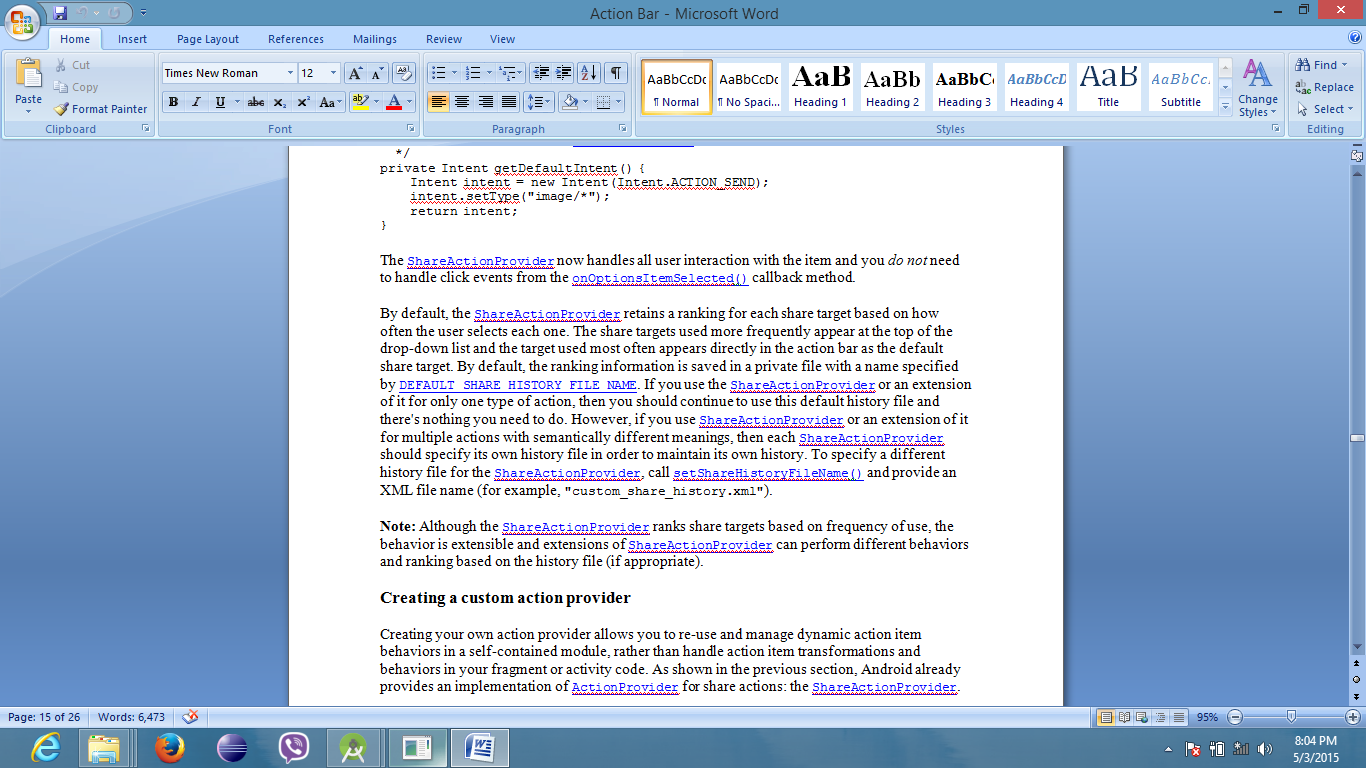 Action Bar - Microsoft Word
Home Insert Page Layout References Mailings Review View
Paste
Cut
Copy
Format Painter
Clipboard
Times New Roman 12
B I U abc x₂ x² Aa
Font
Paragraph
AaBbCcDc AaBbCcDc AaB AaBb AaBbC AaBbCcD AaB AaBbCc.
¶ Normal ¶ No Spaci... Heading 1 Heading 2 Heading 3 Heading 4 Title Subtitle
Change Styles
Styles
Find
Replace
Select
Editing
*/
private Intent getDefaultIntent() {
    Intent intent = new Intent(Intent.ACTION_SEND);
    intent.setType("image/*");
    return intent;
}
The ShareActionProvider now handles all user interaction with the item and you do not need
to handle click events from the onOptionsItemSelected() callback method.
By default, the ShareActionProvider retains a ranking for each share target based on how
often the user selects each one. The share targets used more frequently appear at the top of the
drop-down list and the target used most often appears directly in the action bar as the default
share target. By default, the ranking information is saved in a private file with a name specified
by DEFAULT_SHARE_HISTORY_FILE_NAME. If you use the ShareActionProvider or an extension
of it for only one type of action, then you should continue to use this default history file and
there's nothing you need to do. However, if you use ShareActionProvider or an extension of it
for multiple actions with semantically different meanings, then each ShareActionProvider
should specify its own history file in order to maintain its own history. To specify a different
history file for the ShareActionProvider, call setShareHistoryFileName() and provide an
XML file name (for example, "custom_share_history.xml").
Note: Although the ShareActionProvider ranks share targets based on frequency of use, the
behavior is extensible and extensions of ShareActionProvider can perform different behaviors
and ranking based on the history file (if appropriate).
Creating a custom action provider
Creating your own action provider allows you to re-use and manage dynamic action item
behaviors in a self-contained module, rather than handle action item transformations and
behaviors in your fragment or activity code. As shown in the previous section, Android already
provides an implementation of ActionProvider for share actions: the ShareActionProvider.
Page: 15 of 26 Words: 6,473 95%
8:04 PM
5/3/2015